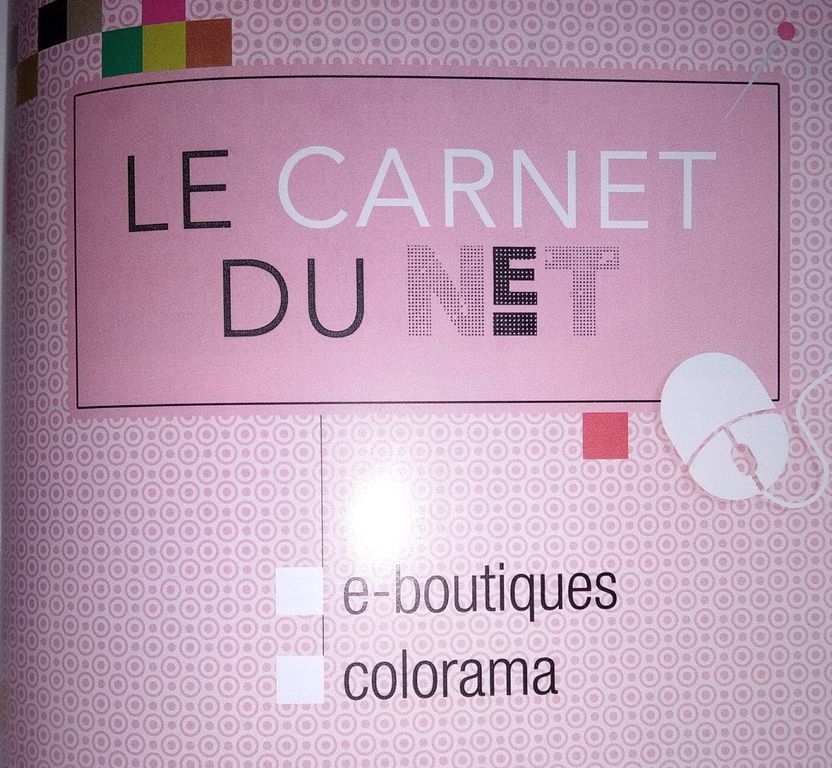 LE CARNET
DU NET
e-boutiques
colorama